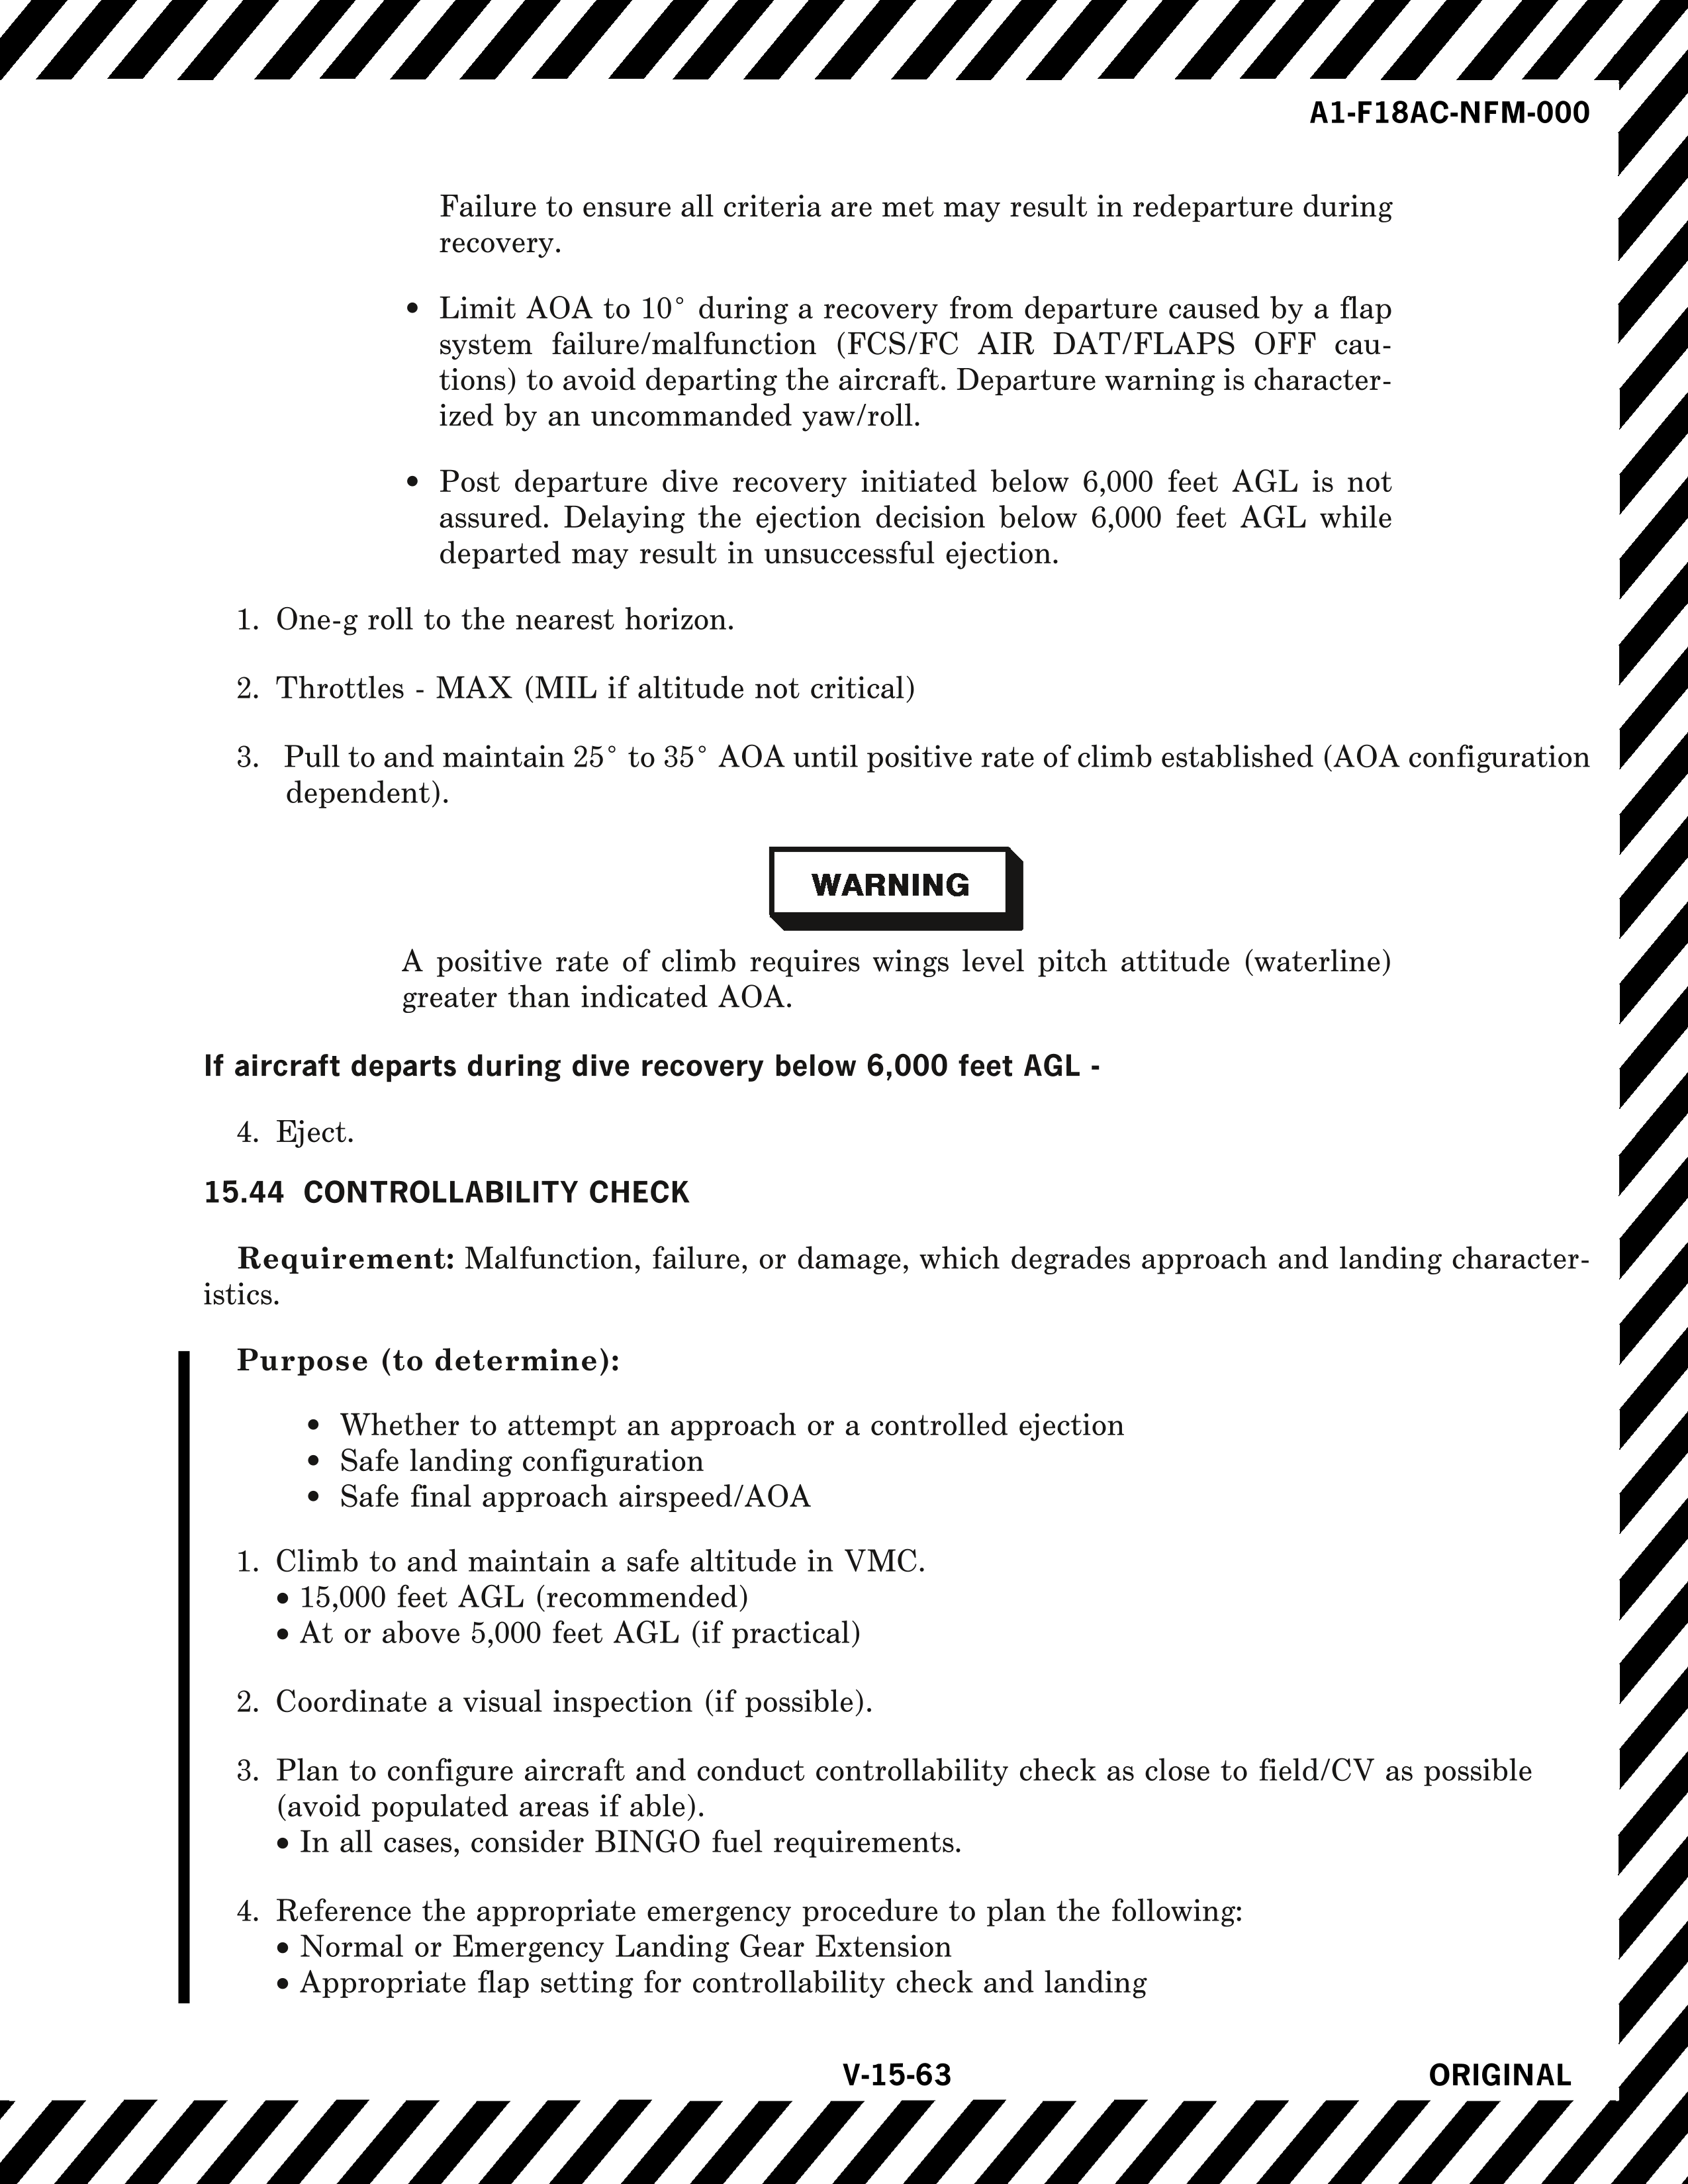 A1-F18AC-NFM-000
Failure to ensure all criteria are met may result in redeparture during
recovery.
• Limit AOA to 10° during a recovery from departure caused by a flap
system failure/malfunction (FCS/FC AIR DAT/FLAPS OFF cau-
tions) to avoid departing the aircraft. Departure warning is character-
ized by an uncommanded yaw/roll.
• Post departure dive recovery initiated below 6,000 feet AGL is not
assured. Delaying the ejection decision below 6,000 feet AGL while
departed may result in unsuccessful ejection.
1. One-g roll to the nearest horizon.
2. Throttles - MAX (MIL if altitude not critical)
3. Pull to and maintain 25° to 35° AOA until positive rate of climb established (AOA configuration
dependent).
WARNING
A positive rate of climb requires wings level pitch attitude (waterline)
greater than indicated AOA.
If aircraft departs during dive recovery below 6,000 feet AGL -
4. Eject.
15.44 CONTROLLABILITY CHECK
Requirement: Malfunction, failure, or damage, which degrades approach and landing character-
istics.
Purpose (to determine):
• Whether to attempt an approach or a controlled ejection
• Safe landing configuration
• Safe final approach airspeed/AOA
1. Climb to and maintain a safe altitude in VMC.
• 15,000 feet AGL (recommended)
• At or above 5,000 feet AGL (if practical)
2. Coordinate a visual inspection (if possible).
3. Plan to configure aircraft and conduct controllability check as close to field/CV as possible
(avoid populated areas if able).
• In all cases, consider BINGO fuel requirements.
4. Reference the appropriate emergency procedure to plan the following:
• Normal or Emergency Landing Gear Extension
• Appropriate flap setting for controllability check and landing
V-15-63
ORIGINAL